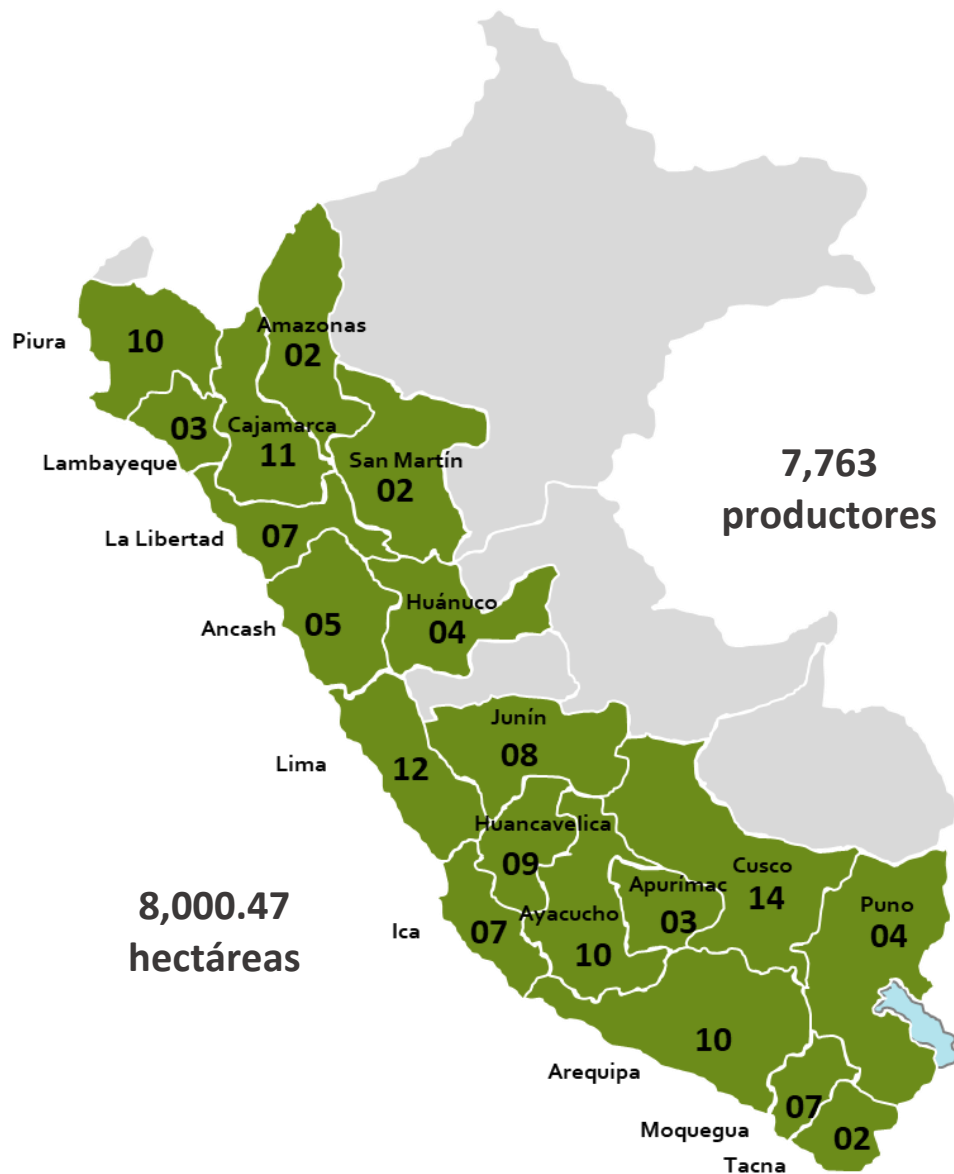 Amazonas
02
Piura
10
03
Lambayeque
Cajamarca
11
San Martín
02
7,763
productores
La Libertad
07
Ancash
05
Huánuco
04
Junín
08
Lima
12
Huancavelica
09
8,000.47
hectáreas
Ica
07
Ayacucho
10
Apurímac
03
Cusco
14
Puno
04
Arequipa
10
Moquegua
07
Tacna
02